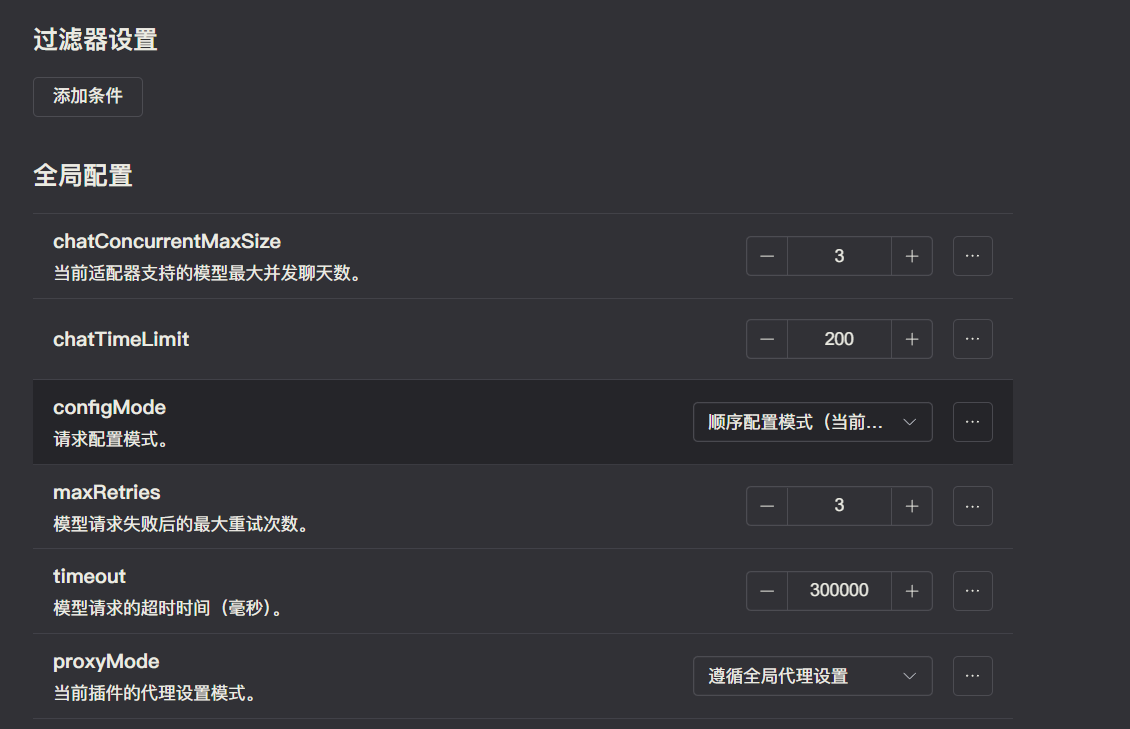 过滤器设置
添加条件
全局配置
chatConcurrentMaxSize
当前适配器支持的模型最大并发聊天数。
3
chatTimeLimit
200
configMode
请求配置模式。
顺序配置模式（当前...
maxRetries
模型请求失败后的最大重试次数。
3
timeout
模型请求的超时时间（毫秒）。
300000
proxyMode
当前插件的代理设置模式。
遵循全局代理设置